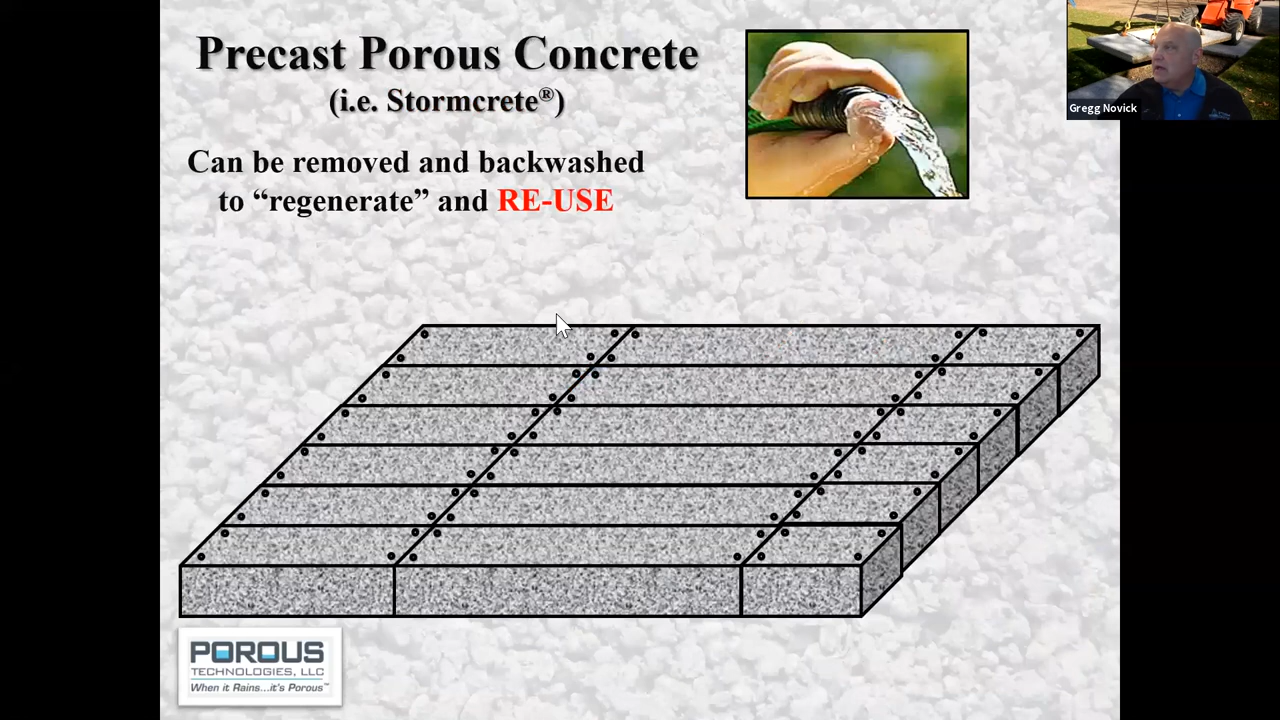 Precast Porous Concrete
(i.e. Stormcrete®)
Can be removed and backwashed
to “regenerate” and RE-USE
Gregg Novick
POROUS
TECHNOLOGIES, LLC
When it Rains...it's Porous™